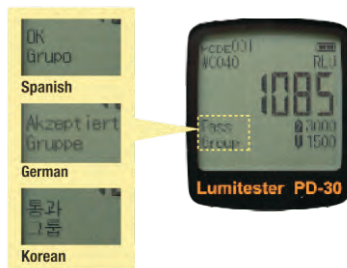 OK
Grupo
Spanish
Akzeptiert
Gruppe
German
통과
그룹
Korean
#C040
RLU
1085
Pass
3000
Group
1500
Lumitester PD-30